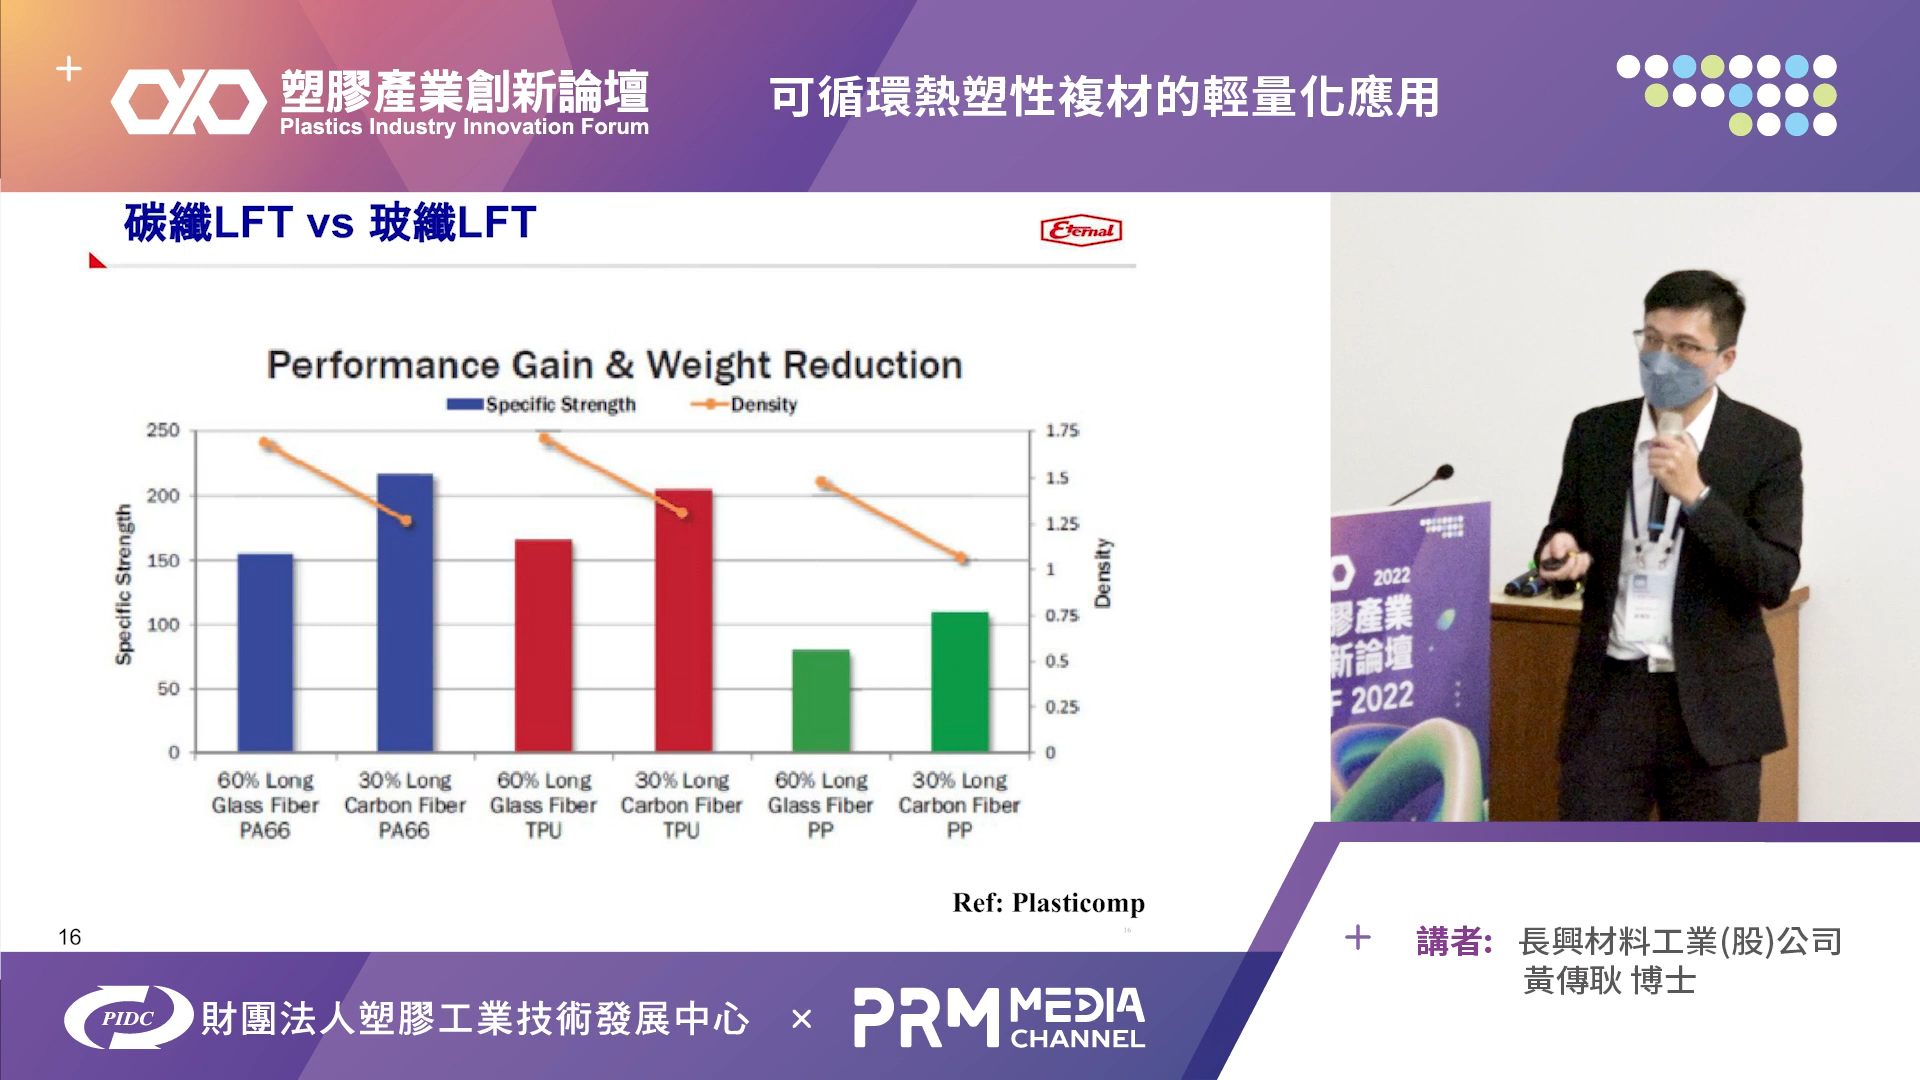 塑膠產業創新論壇
Plastics Industry Innovation Forum
可循環熱塑性複材的輕量化應用
碳纖LFT vs 玻纖LFT
Eternal
Performance Gain & Weight Reduction
Specific Strength
Density
250
200
150
100
50
0
Specific Strength
1.75
1.5
1.25
1
0.75
0.5
0.25
0
Density
60% Long Glass Fiber PA66
30% Long Carbon Fiber PA66
60% Long Glass Fiber TPU
30% Long Carbon Fiber TPU
60% Long Glass Fiber PP
30% Long Carbon Fiber PP
Ref: Plasticomp
16
16
2022
膠產業
新論壇
F 2022
講者: 長興材料工業(股)公司
黃傳耿 博士
PIDC
財團法人塑膠工業技術發展中心
×
PRM MEDIA CHANNEL